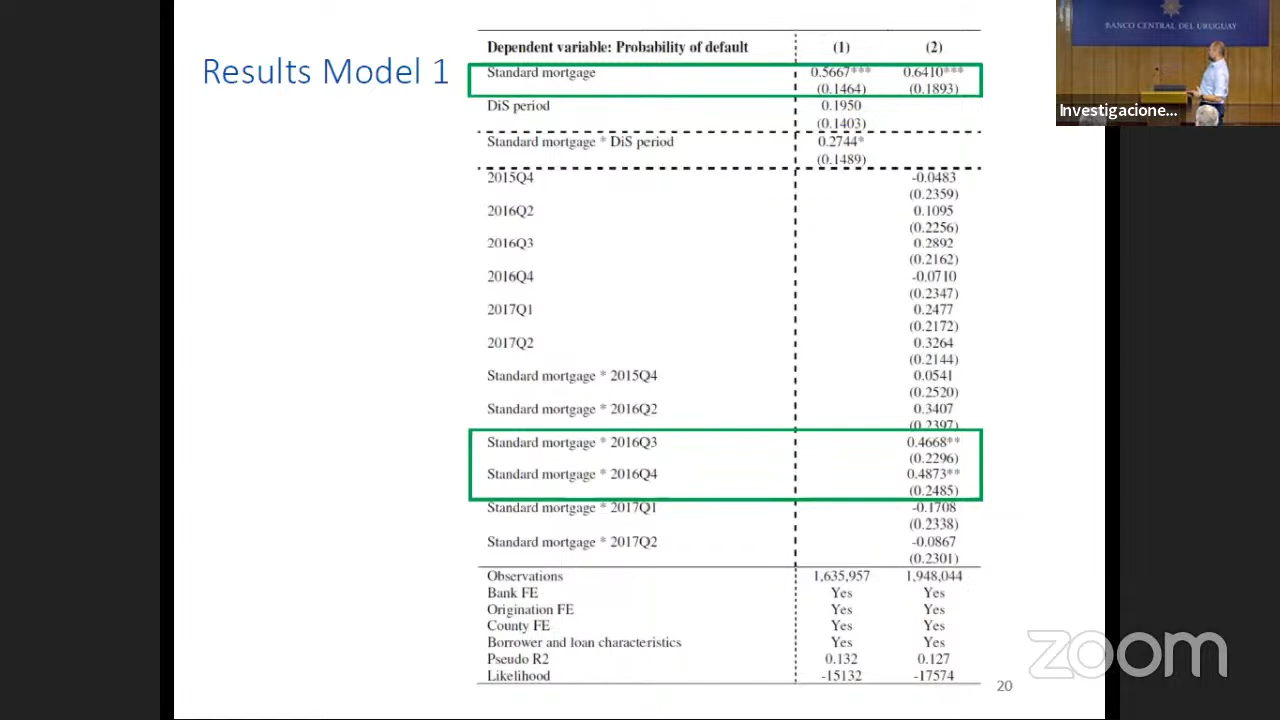 Results Model 1
Dependent variable: Probability of default (1) (2)
Standard mortgage 0.5667*** 0.6410***
(0.1464) (0.1893)
DiS period 0.1950
(0.1403)
Standard mortgage * DiS period 0.2744*
(0.1489)
2015Q4 -0.0483
(0.2359)
2016Q2 0.1095
(0.2256)
2016Q3 0.2892
(0.2162)
2016Q4 -0.0710
(0.2347)
2017Q1 0.2477
(0.2172)
2017Q2 0.3264
(0.2144)
Standard mortgage * 2015Q4 0.0541
(0.2520)
Standard mortgage * 2016Q2 0.3407
(0.2397)
Standard mortgage * 2016Q3 0.4668**
(0.2296)
Standard mortgage * 2016Q4 0.4873**
(0.2485)
Standard mortgage * 2017Q1 -0.1708
(0.2338)
Standard mortgage * 2017Q2 -0.0867
(0.2301)
Observations 1,635,957 1,948,044
Bank FE Yes Yes
Origination FE Yes Yes
County FE Yes Yes
Borrower and loan characteristics Yes Yes
Pseudo R2 0.132 0.127
Likelihood -15132 -17574
20
BANCO CENTRAL DEL URUGUAY
Investigacione...
zoom